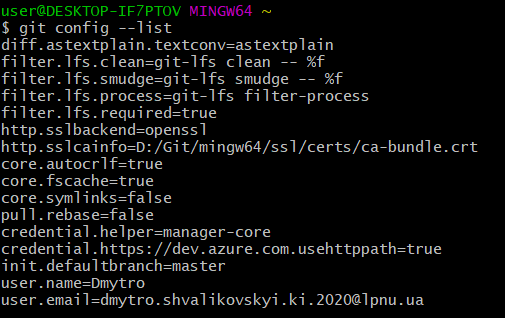 user@DESKTOP-IF7PTOV MINGW64 ~
$ git config --list
diff.astextplain.textconv=astextplain
filter.lfs.clean=git-lfs clean -- %f
filter.lfs.smudge=git-lfs smudge -- %f
filter.lfs.process=git-lfs filter-process
filter.lfs.required=true
http.sslbackend=openssl
http.sslcainfo=D:/Git/mingw64/ssl/certs/ca-bundle.crt
core.autocrlf=true
core.fscache=true
core.symlinks=false
pull.rebase=false
credential.helper=manager-core
credential.https://dev.azure.com.usehttppath=true
init.defaultbranch=master
user.name=Dmytro
user.email=dmytro.shvalikovskyi.ki.2020@lpnu.ua